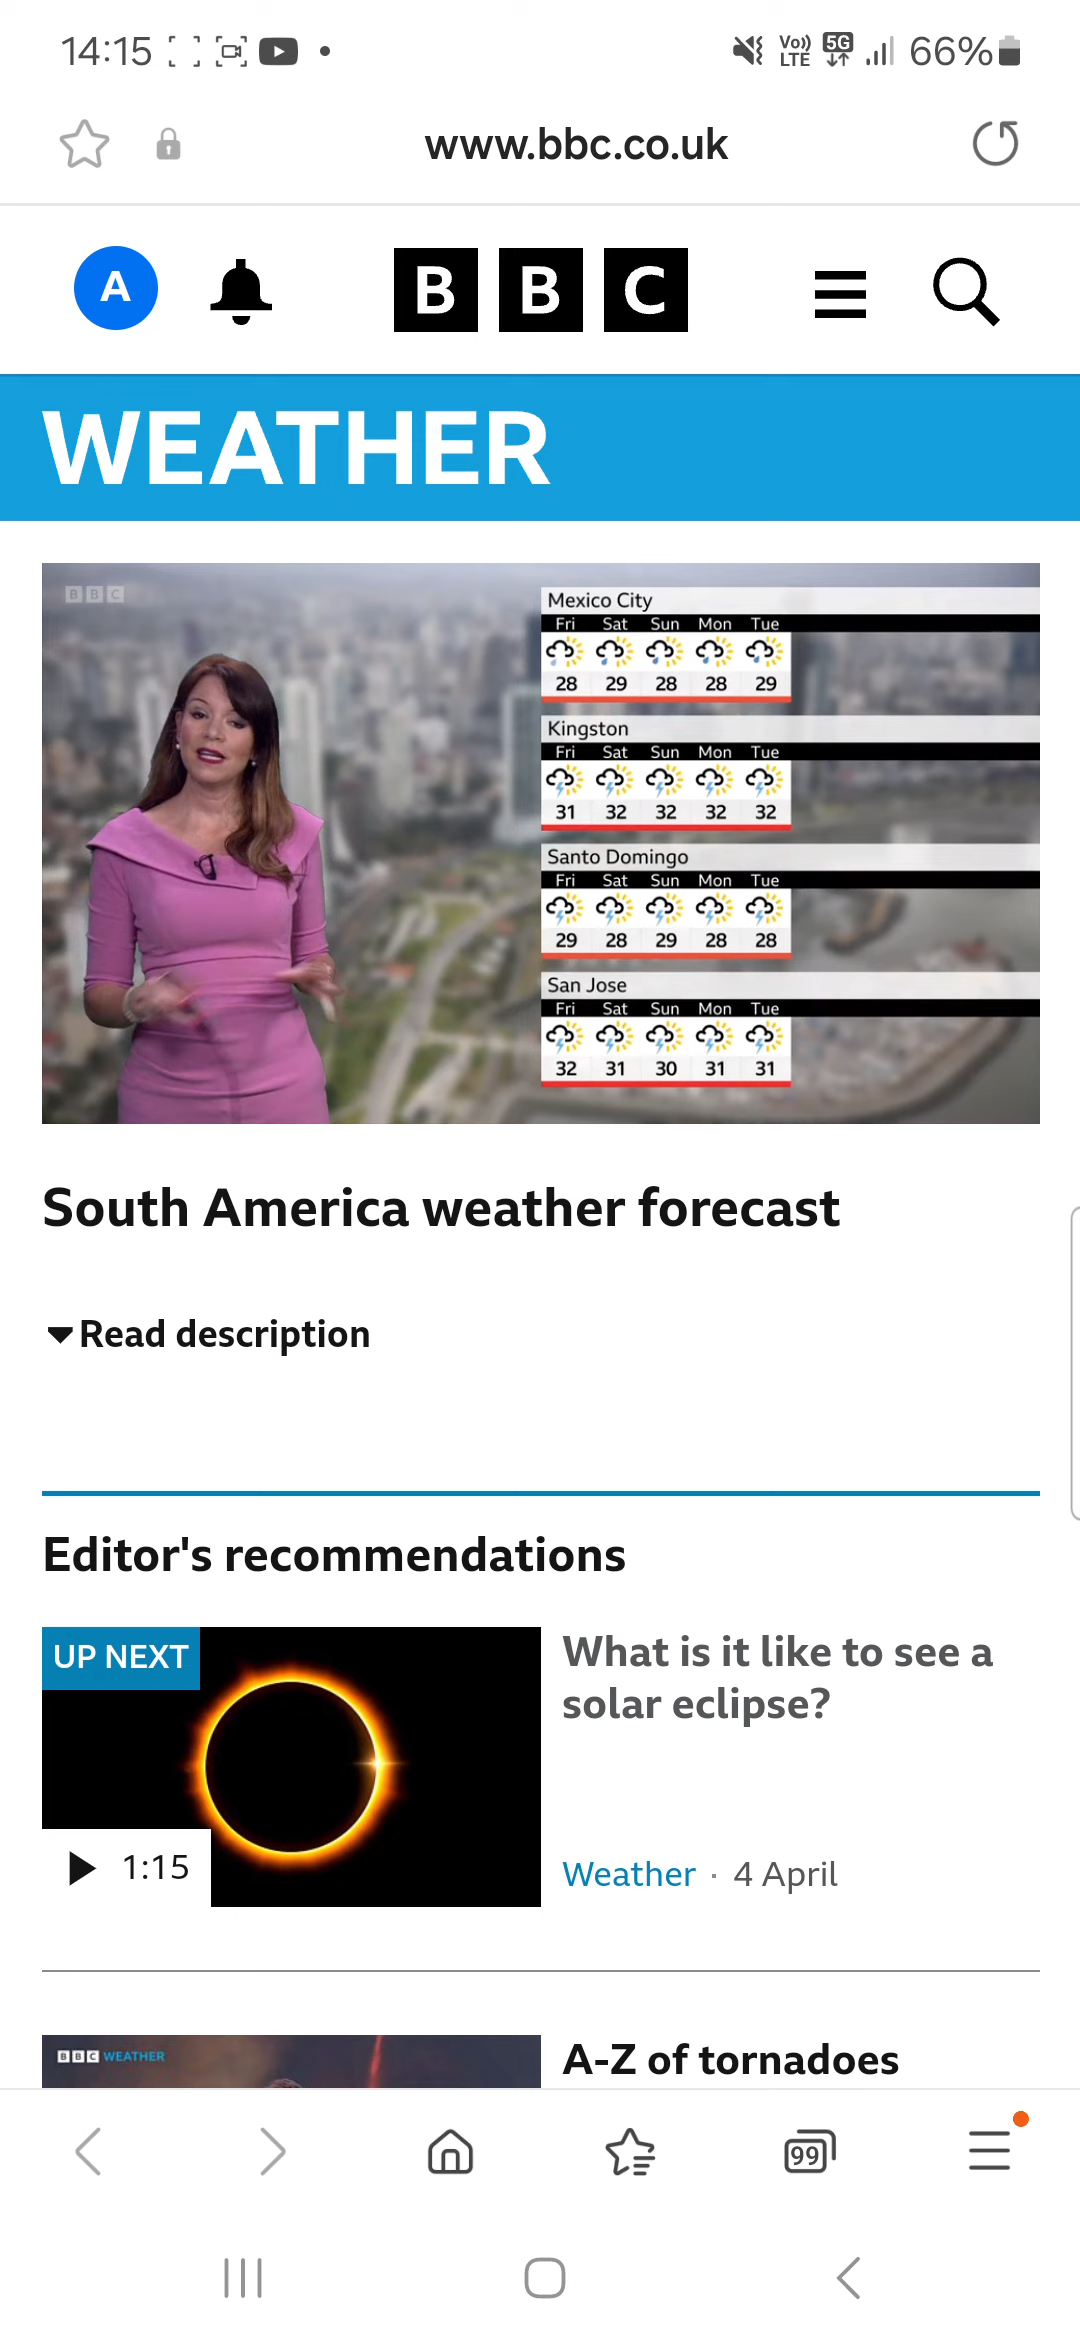 14:15
Vo)) LTE 5G 66%
www.bbc.co.uk
A
BBC
WEATHER
BBC
Mexico City
Fri Sat Sun Mon Tue
28 29 28 28 29
Kingston
Fri Sat Sun Mon Tue
31 32 32 32 32
Santo Domingo
Fri Sat Sun Mon Tue
29 28 29 28 28
San Jose
Fri Sat Sun Mon Tue
32 31 30 31 31
South America weather forecast
Read description
Editor's recommendations
UP NEXT
1:15
What is it like to see a
solar eclipse?
Weather · 4 April
BBC WEATHER
A-Z of tornadoes
99